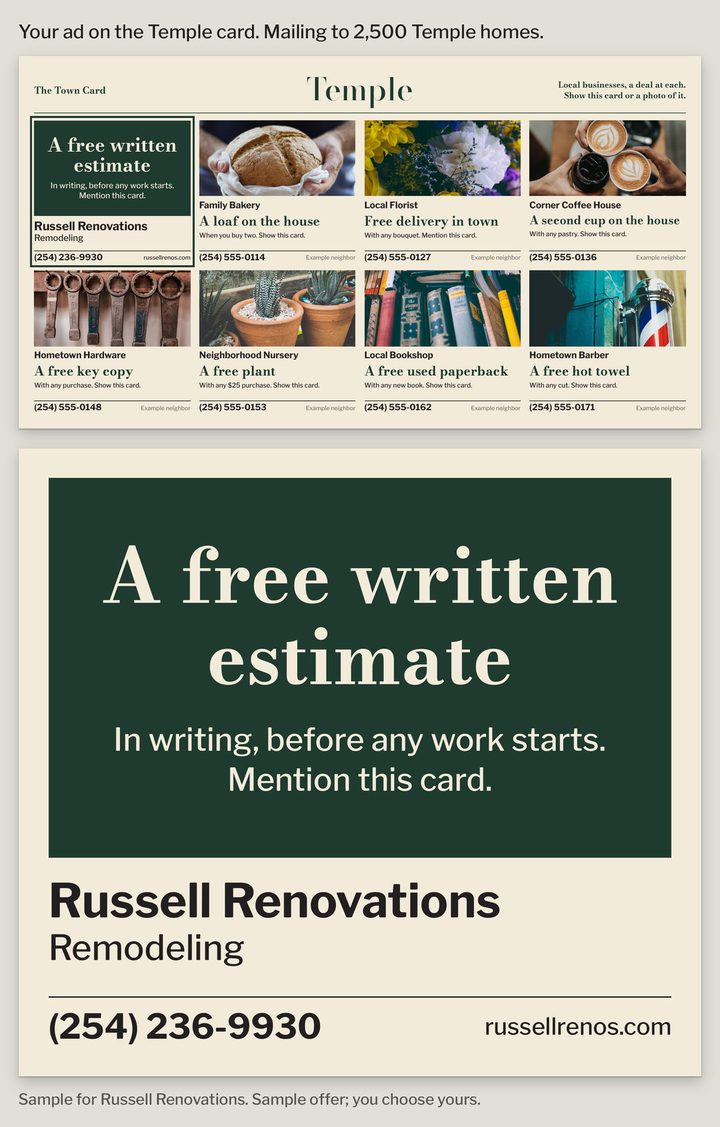 Your ad on the Temple card. Mailing to 2,500 Temple homes.
The Town Card
Temple
Local businesses, a deal at each.
Show this card or a photo of it.
A free written
estimate
In writing, before any work starts.
Mention this card.
Russell Renovations
Remodeling
(254) 236-9930
russellrenos.com
Family Bakery
A loaf on the house
When you buy two. Show this card.
(254) 555-0114
Example neighbor
Local Florist
Free delivery in town
With any bouquet. Mention this card.
(254) 555-0127
Example neighbor
Corner Coffee House
A second cup on the house
With any pastry. Show this card.
(254) 555-0136
Example neighbor
Hometown Hardware
A free key copy
With any purchase. Show this card.
(254) 555-0148
Example neighbor
Neighborhood Nursery
A free plant
With any $25 purchase. Show this card.
(254) 555-0153
Example neighbor
Local Bookshop
A free used paperback
With any new book. Show this card.
(254) 555-0162
Example neighbor
Hometown Barber
A free hot towel
With any cut. Show this card.
(254) 555-0171
Example neighbor
A free written
estimate
In writing, before any work starts.
Mention this card.
Russell Renovations
Remodeling
(254) 236-9930
russellrenos.com
Sample for Russell Renovations. Sample offer; you choose yours.